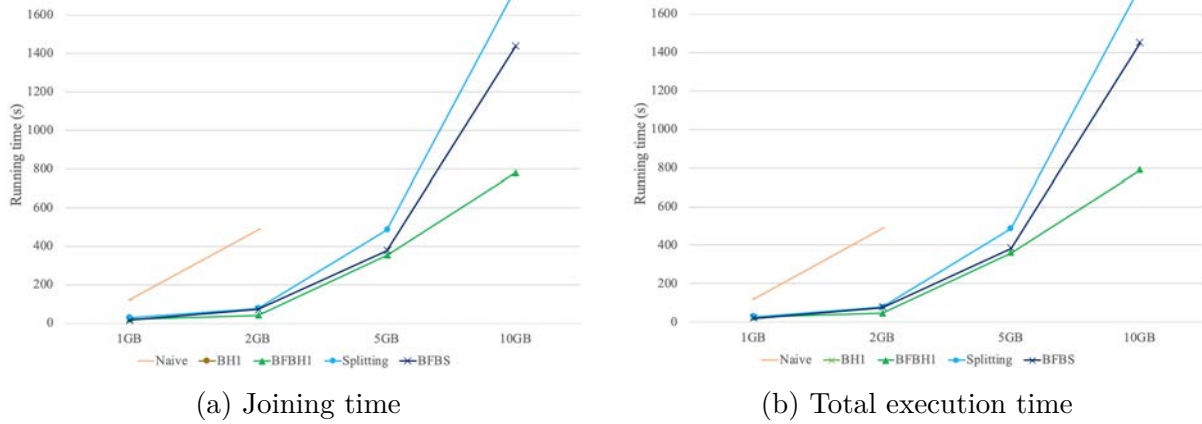 1600
1400
1200
1000
800
600
400
200
0
Running time (s)
1GB 2GB 5GB 10GB
Naive BH1 BFBH1 Splitting BFBS
(a) Joining time
1600
1400
1200
1000
800
600
400
200
0
Running time (s)
1GB 2GB 5GB 10GB
Naive BH1 BFBH1 Splitting BFBS
(b) Total execution time